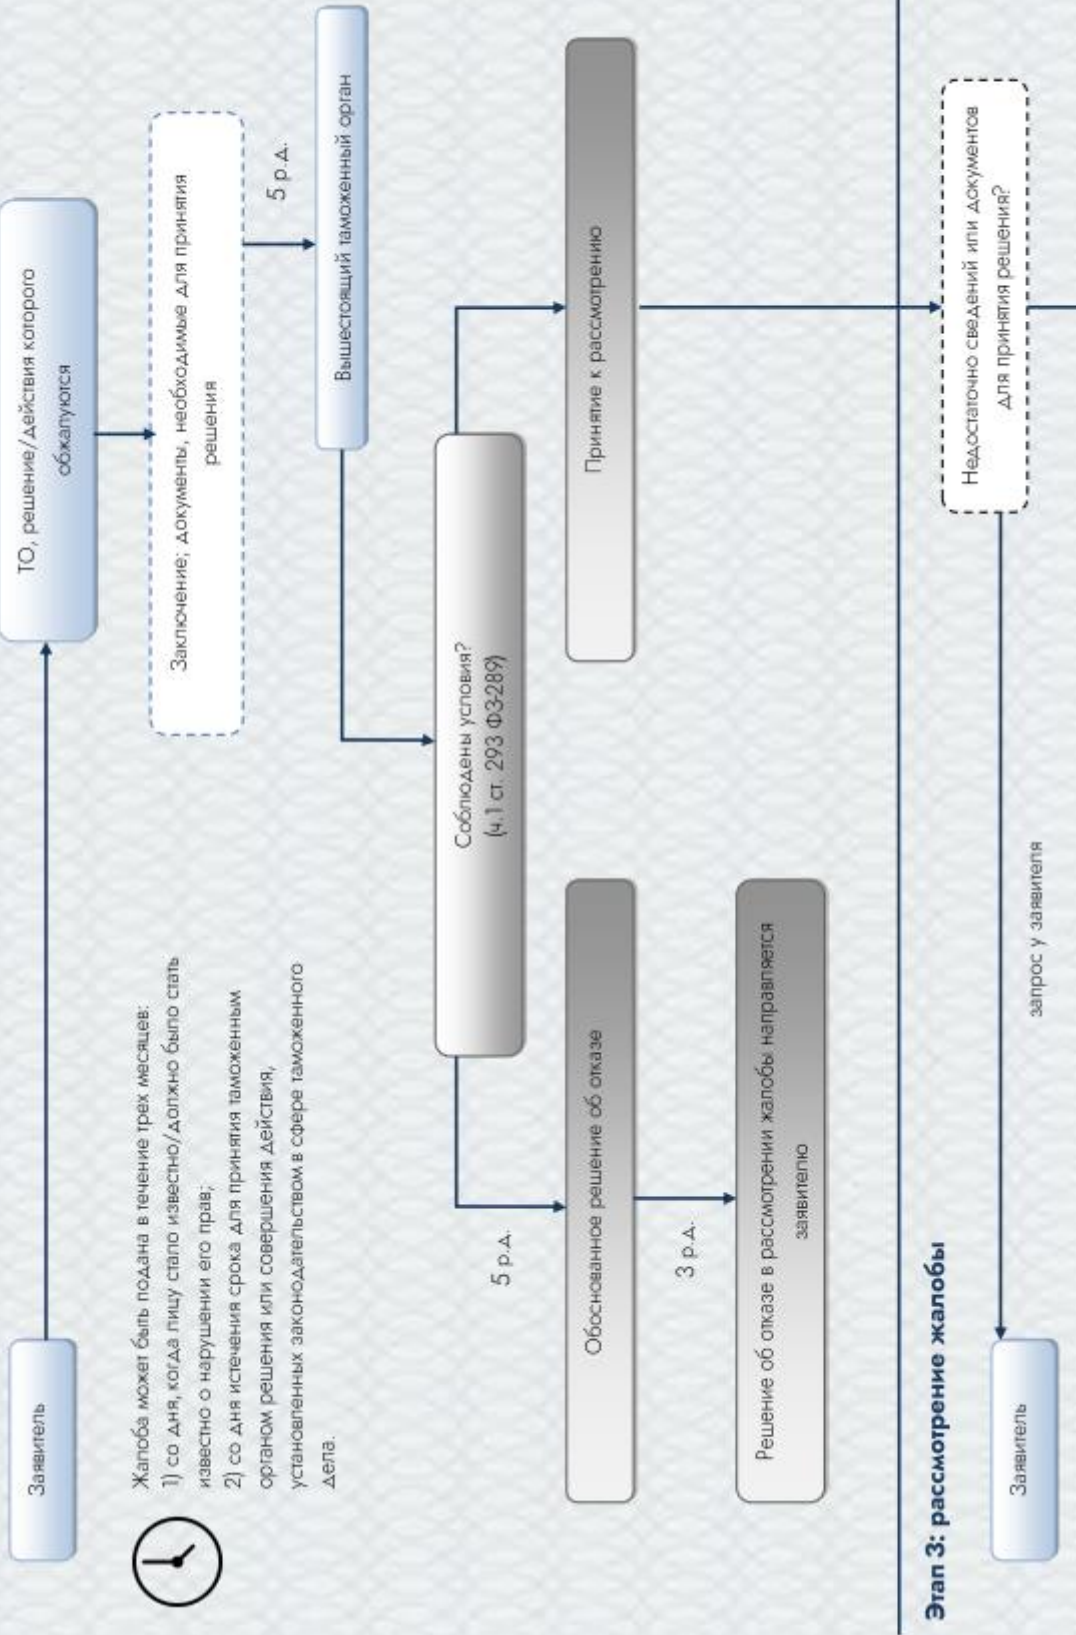 Заявитель
ТО, решение/действия которого
обжалуются
Жалоба может быть подана в течение трех месяцев:
1) со дня, когда лицу стало известно/должно было стать
известно о нарушении его прав;
2) со дня истечения срока для принятия таможенным
органом решения или совершения действия,
установленных законодательством в сфере таможенного
дела.
Заключение; документы, необходимые для принятия
решения
5 р.д.
Вышестоящий таможенный орган
Соблюдены условия?
(ч.1 ст. 293 ФЗ-289)
5 р.д.
Обоснованное решение об отказе
Принятие к рассмотрению
3 р.д.
Решение об отказе в рассмотрении жалобы направляется
заявителю
Этап 3: рассмотрение жалобы
Заявитель
запрос у заявителя
Недостаточно сведений или документов
для принятия решения?